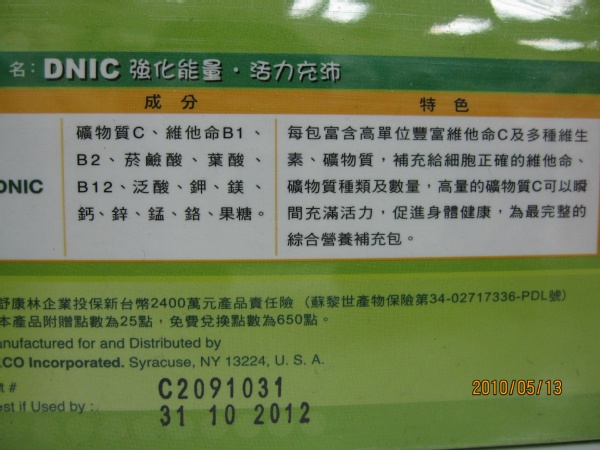 名: DNIC 強化能量·活力充沛
成分 特色
礦物質C、維他命B1、
B2、菸鹼酸、葉酸、
B12、泛酸、鉀、鎂、
鈣、鋅、錳、鉻、果糖。
DNIC
每包富含高單位豐富維他命C及多種維生
素、礦物質,補充給細胞正確的維他命、
礦物質種類及數量,高量的礦物質C可以瞬
間充滿活力,促進身體健康,為最完整的
綜合營養補充包。
舒康林企業投保新台幣2400萬元產品責任險(蘇黎世產物保險第34-02717336-PDL號)
本產品附贈點數為25點,免費兌換點數為650點。
anufactured for and Distributed by
LCO Incorporated. Syracuse, NY 13224, U. S. A.
t # C2091031
est if Used by :. 31 10 2012
2010/05/13